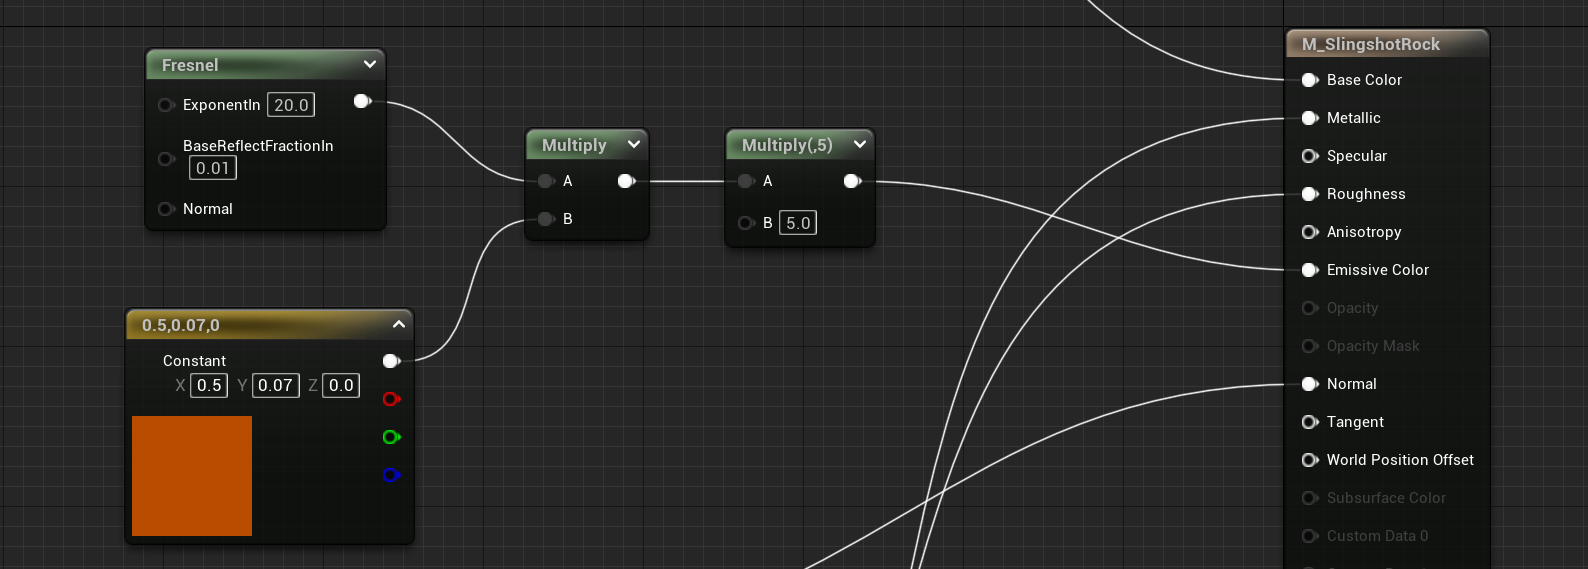 Fresnel
ExponentIn 20.0
BaseReflectFractionIn
0.01
Normal
Multiply
A
B
Multiply(,5)
A
B 5.0
0.5,0.07,0
Constant
X 0.5 Y 0.07 Z 0.0
M_SlingshotRock
Base Color
Metallic
Specular
Roughness
Anisotropy
Emissive Color
Opacity
Opacity Mask
Normal
Tangent
World Position Offset
Subsurface Color
Custom Data 0